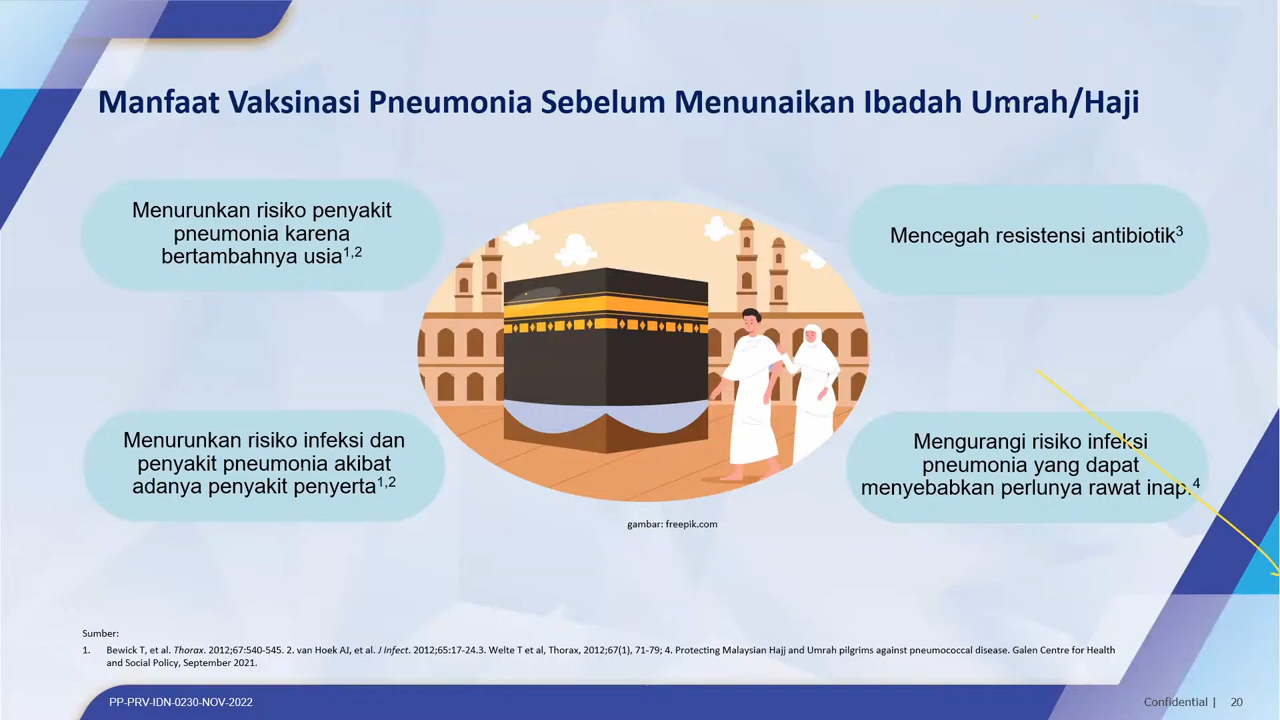 Manfaat Vaksinasi Pneumonia Sebelum Menunaikan Ibadah Umrah/Haji
Menurunkan risiko penyakit
pneumonia karena
bertambahnya usia1,2
Mencegah resistensi antibiotik3
Menurunkan risiko infeksi dan
penyakit pneumonia akibat
adanya penyakit penyerta1,2
Mengurangi risiko infeksi
pneumonia yang dapat
menyebabkan perlunya rawat inap.4
gambar: freepik.com
Sumber:
1. Bewick T, et al. Thorax. 2012;67:540-545. 2. van Hoek AJ, et al. J Infect. 2012;65:17-24.3. Welte T et al, Thorax, 2012;67(1), 71-79; 4. Protecting Malaysian Hajj and Umrah pilgrims against pneumococcal disease. Galen Centre for Health
and Social Policy, September 2021.
PP-PRV-IDN-0230-NOV-2022
Confidential | 20